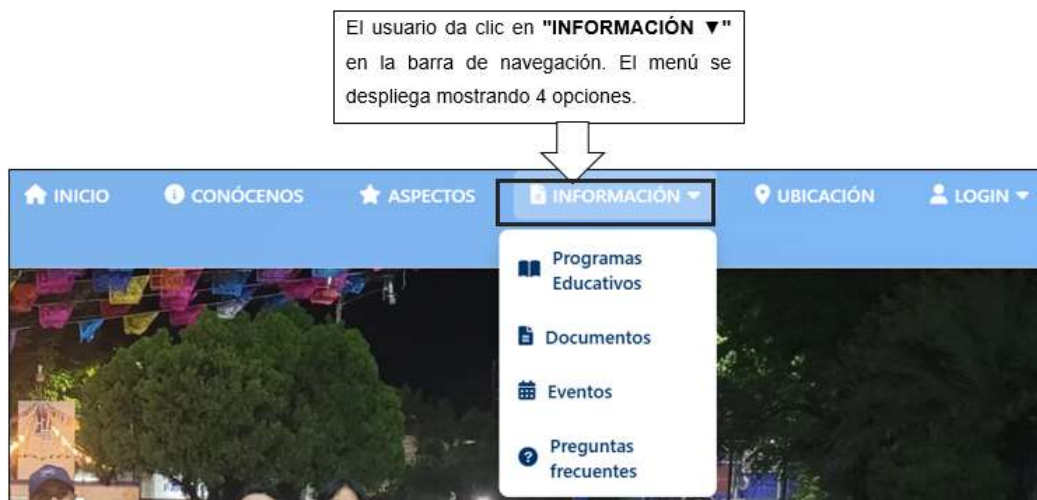 El usuario da clic en "INFORMACIÓN ▼"
en la barra de navegación. El menú se
despliega mostrando 4 opciones.
INICIO CONÓCENOS ASPECTOS INFORMACIÓN UBICACIÓN LOGIN
Programas
Educativos
Documentos
Eventos
Preguntas
frecuentes